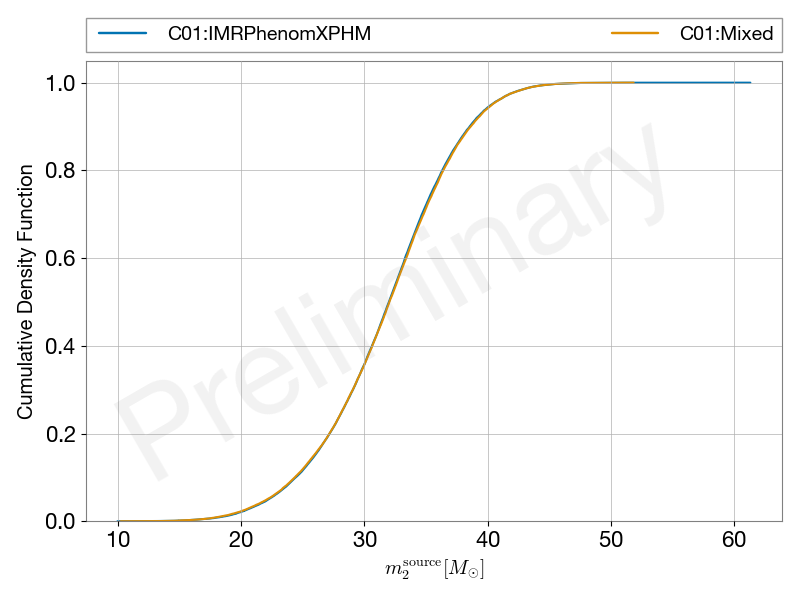 C01:IMRPhenomXPHM C01:Mixed
1.0
0.8
0.6
0.4
0.2
0.0
Cumulative Density Function
Preliminary
10 20 30 40 50 60
m₂^source [M☉]